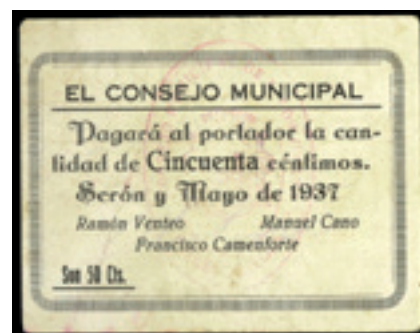 EL CONSEJO MUNICIPAL
Pagará al portador la can-
tidad de Cincuenta céntimos.
Serón y Mayo de 1937
Ramón Venteo Manuel Cano
Francisco Camenforte
Son 50 Cts.